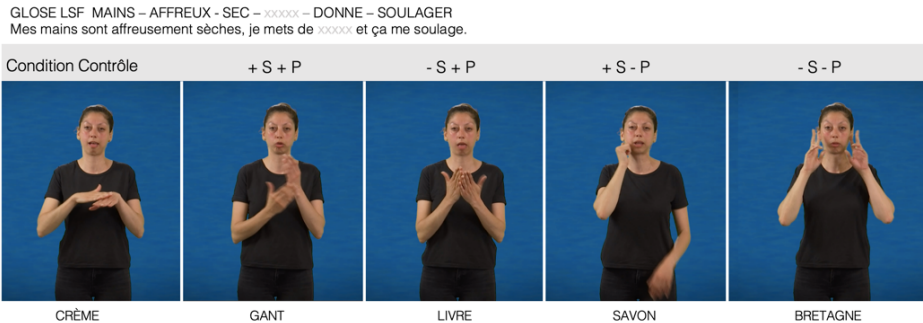 GLOSE LSF MAINS – AFFREUX - SEC – xxxxx – DONNE – SOULAGER
Mes mains sont affreusement sèches, je mets de xxxxx et ça me soulage.
Condition Contrôle + S + P - S + P + S - P - S - P
CRÈME GANT LIVRE SAVON BRETAGNE